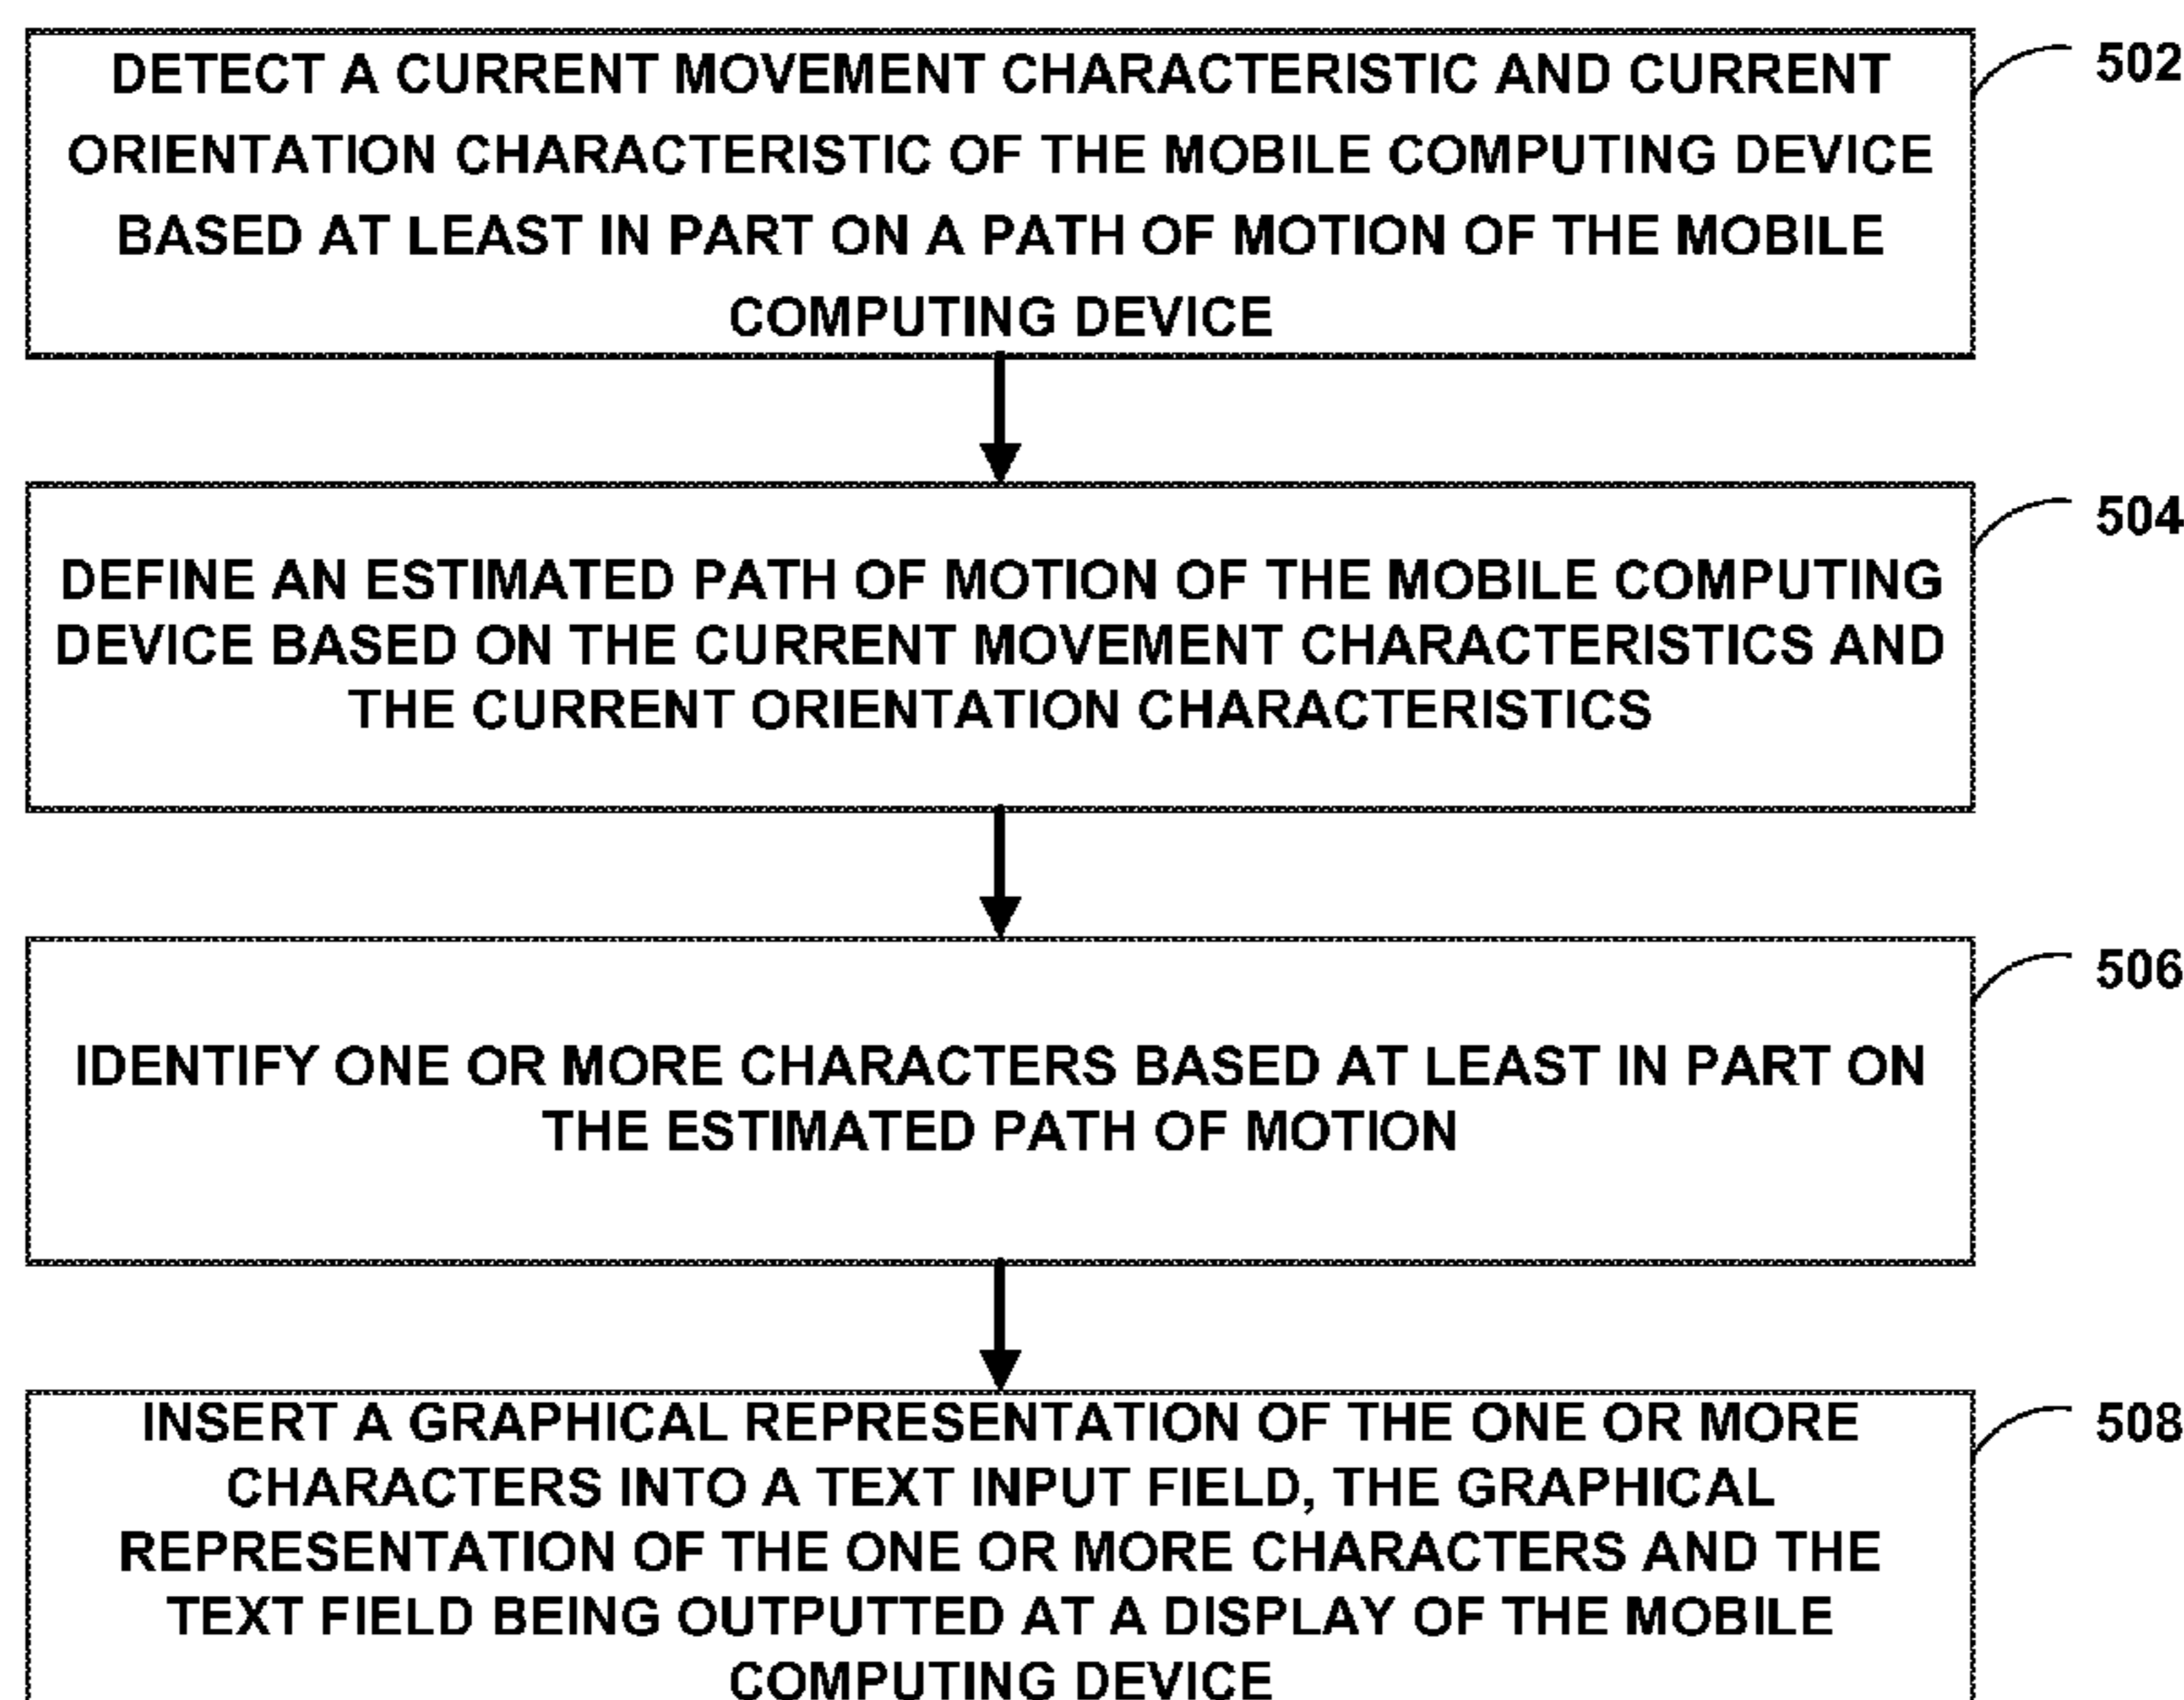 DETECT A CURRENT MOVEMENT CHARACTERISTIC AND CURRENT
ORIENTATION CHARACTERISTIC OF THE MOBILE COMPUTING DEVICE
BASED AT LEAST IN PART ON A PATH OF MOTION OF THE MOBILE
COMPUTING DEVICE
502
DEFINE AN ESTIMATED PATH OF MOTION OF THE MOBILE COMPUTING
DEVICE BASED ON THE CURRENT MOVEMENT CHARACTERISTICS AND
THE CURRENT ORIENTATION CHARACTERISTICS
504
IDENTIFY ONE OR MORE CHARACTERS BASED AT LEAST IN PART ON
THE ESTIMATED PATH OF MOTION
506
INSERT A GRAPHICAL REPRESENTATION OF THE ONE OR MORE
CHARACTERS INTO A TEXT INPUT FIELD, THE GRAPHICAL
REPRESENTATION OF THE ONE OR MORE CHARACTERS AND THE
TEXT FIELD BEING OUTPUTTED AT A DISPLAY OF THE MOBILE
COMPUTING DEVICE
508